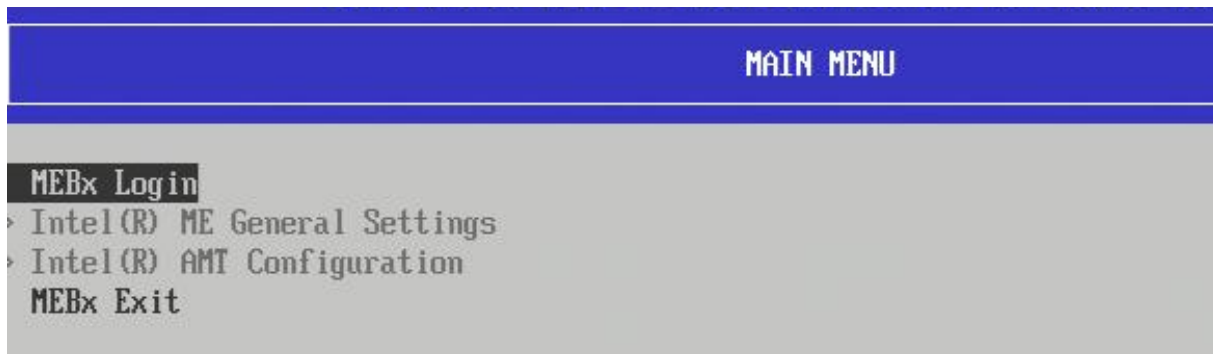 MAIN MENU
MEBx Login
> Intel(R) ME General Settings
> Intel(R) AMT Configuration
MEBx Exit